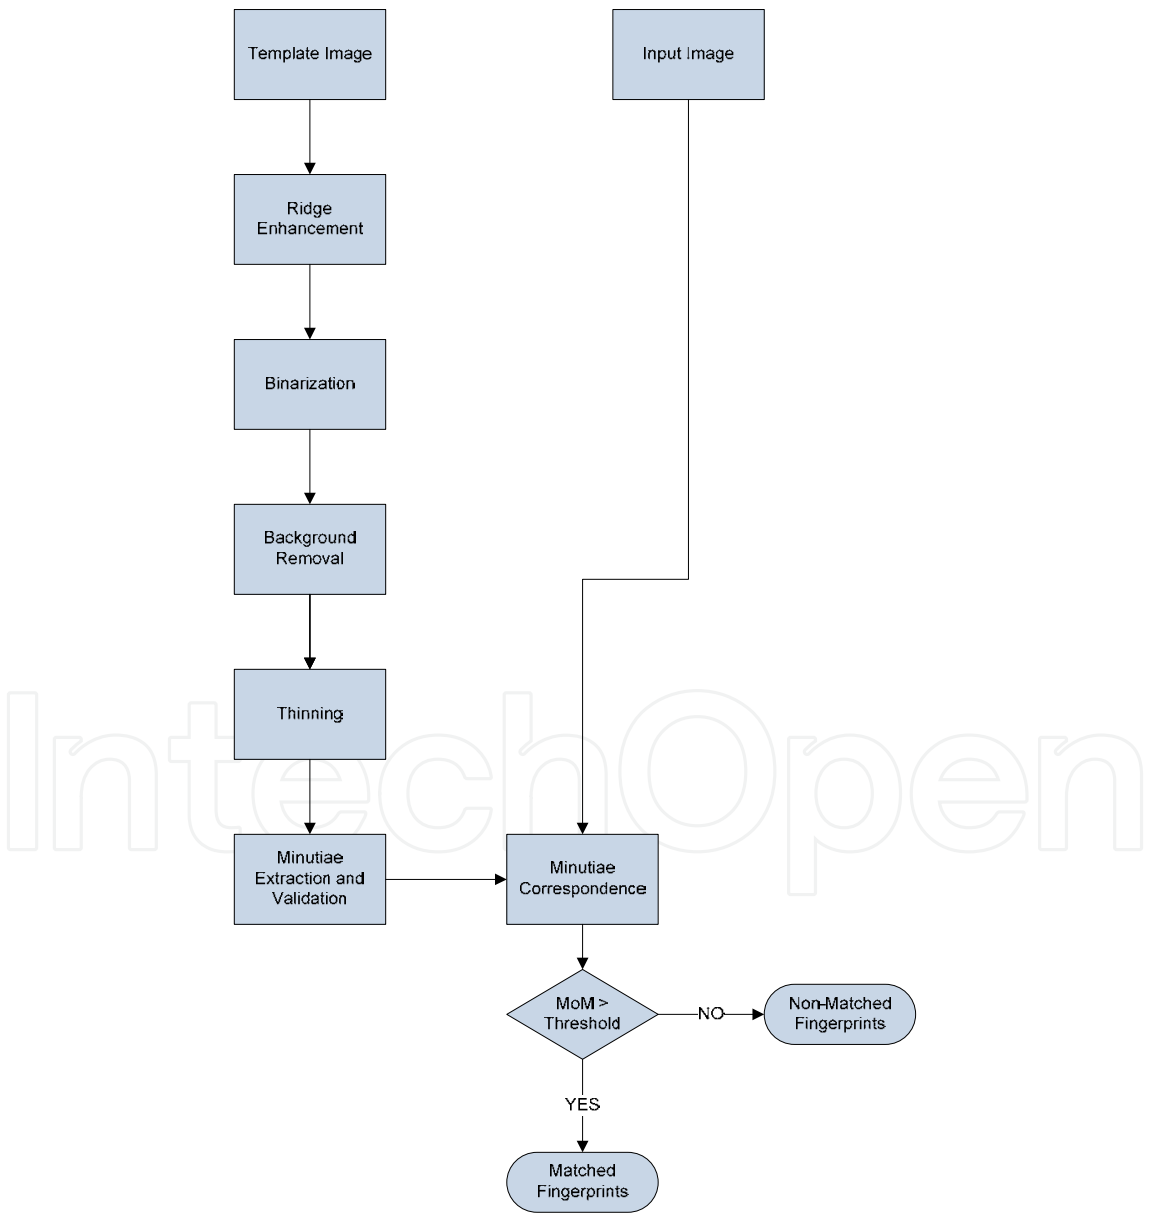 Template Image
Input Image
Ridge
Enhancement
Binarization
Background
Removal
Thinning
IntechOpen
Minutiae
Extraction and
Validation
Minutiae
Correspondence
MoM >
Threshold
NO
Non-Matched
Fingerprints
YES
Matched
Fingerprints